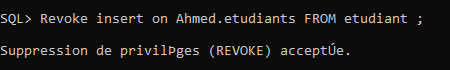 SQL> Revoke insert on Ahmed.etudiants FROM etudiant ;
Suppression de privilÞges (REVOKE) acceptÚe.